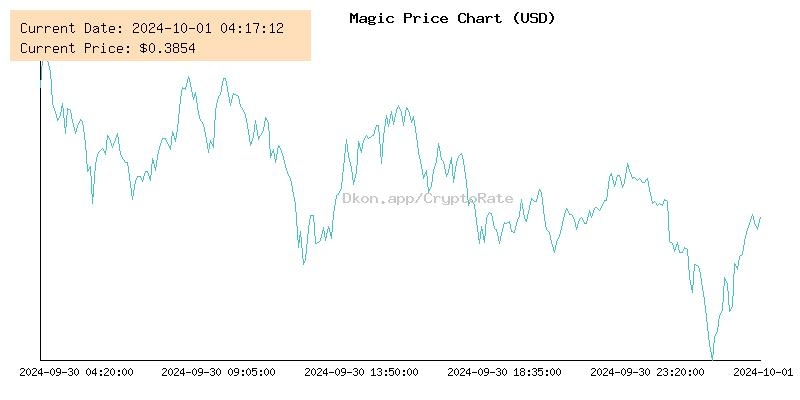 Magic Price Chart (USD)
Current Date: 2024-10-01 04:17:12
Current Price: $0.3854
Dkon.app/CryptoRate
2024-09-30 04:20:00 2024-09-30 09:05:00 2024-09-30 13:50:00 2024-09-30 18:35:00 2024-09-30 23:20:00 2024-10-01